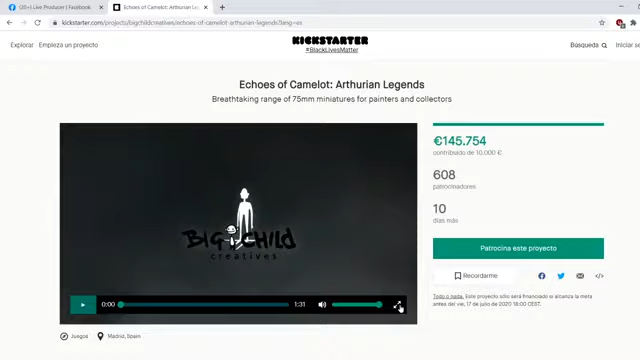 (20+) Live Producer | Facebook
Echoes of Camelot: Arthurian Leg
kickstarter.com/projects/bigchildcreatives/echoes-of-camelot-arthurian-legends?lang=es
Explorar Empieza un proyecto
KICKSTARTER
#BlackLivesMatter
Búsqueda
Iniciar se
Echoes of Camelot: Arthurian Legends
Breathtaking range of 75mm miniatures for painters and collectors
BIG CHILD
creatives
0:00
1:31
Juegos
Madrid, Spain
€145.754
contribuido de 10.000 €
608
patrocinadores
10
días más
Patrocina este proyecto
Recordarme
Todo o nada. Este proyecto sólo será financiado si alcanza la meta
antes del vie, 17 de julio de 2020 18:00 CEST.